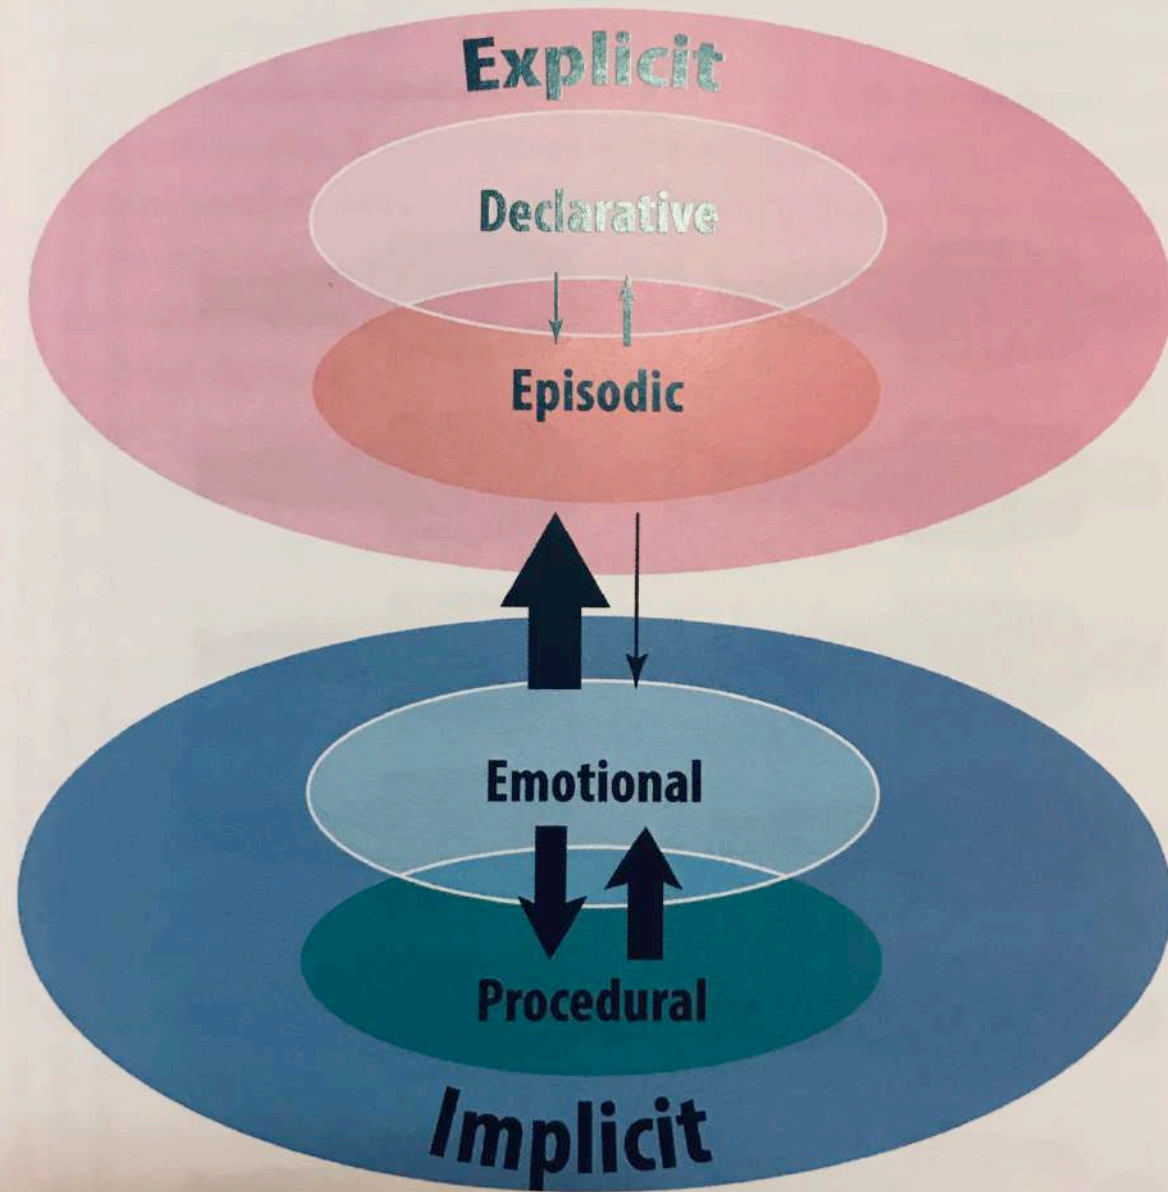 Explicit
Declarative
Episodic
Emotional
Procedural
Implicit